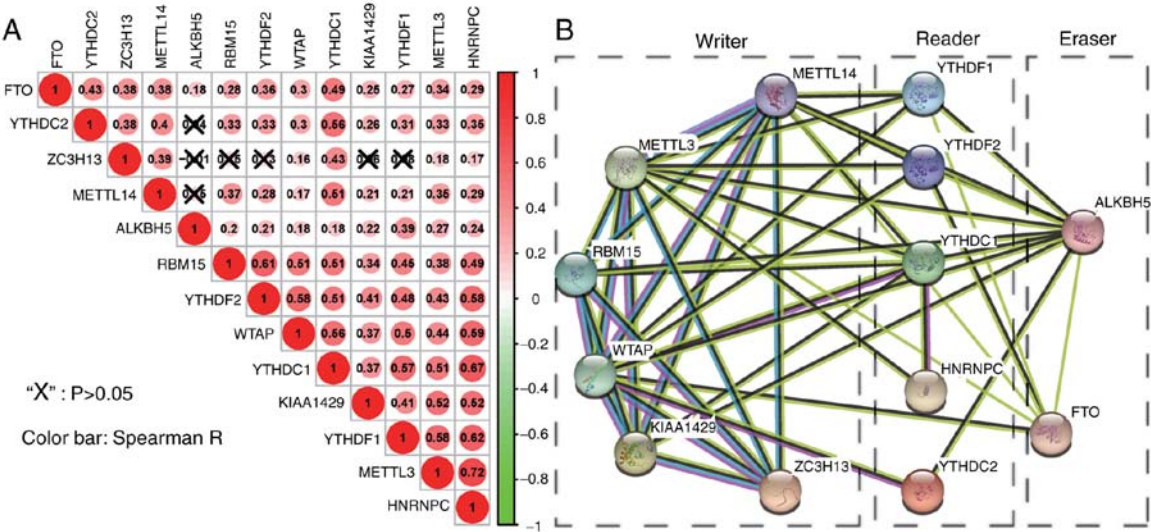 A
FTO
YTHDC2
ZC3H13
METTL14
ALKBH5
RBM15
YTHDF2
WTAP
YTHDC1
KIAA1429
YTHDF1
METTL3
HNRNPC
FTO 1 0.43 0.38 0.38 0.18 0.28 0.36 0.3 0.49 0.25 0.27 0.34 0.29
YTHDC2 1 0.38 0.4 0.33 0.33 0.3 0.56 0.26 0.31 0.33 0.35
ZC3H13 1 0.39 0.16 0.43 0.18 0.17
METTL14 1 0.37 0.28 0.17 0.51 0.21 0.21 0.35 0.29
ALKBH5 1 0.2 0.21 0.18 0.18 0.22 0.39 0.27 0.24
RBM15 1 0.61 0.51 0.51 0.34 0.45 0.38 0.49
YTHDF2 1 0.58 0.51 0.41 0.48 0.43 0.58
WTAP 1 0.56 0.37 0.5 0.44 0.59
YTHDC1 1 0.37 0.57 0.51 0.67
KIAA1429 1 0.41 0.52 0.52
YTHDF1 1 0.58 0.62
METTL3 1 0.72
HNRNPC 1
"X" : P>0.05
Color bar: Spearman R
1
0.8
0.6
0.4
0.2
0
−0.2
−0.4
−0.6
−0.8
−1
B
Writer
Reader
Eraser
METTL14
YTHDF1
METTL3
YTHDF2
ALKBH5
RBM15
YTHDC1
WTAP
HNRNPC
FTO
KIAA1429
ZC3H13
YTHDC2